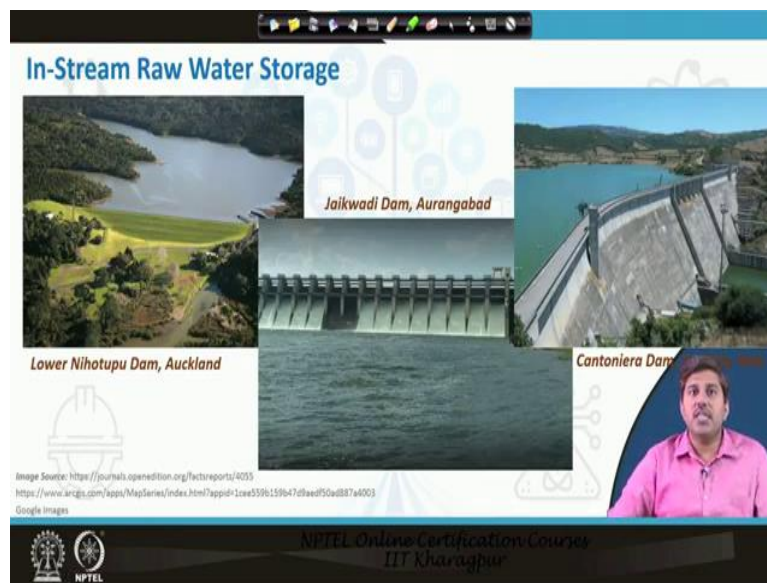 In-Stream Raw Water Storage
Jaikwadi Dam, Aurangabad
Lower Nihotupu Dam, Auckland
Cantoniera Dam
Image Source: https://journals.openedition.org/factsreports/4055
https://www.arcgis.com/apps/MapSeries/index.html?appid=1cee559b159b47d9aedf50ad887a4003
Google Images
NPTEL Online Certification Courses
IIT Kharagpur
NPTEL